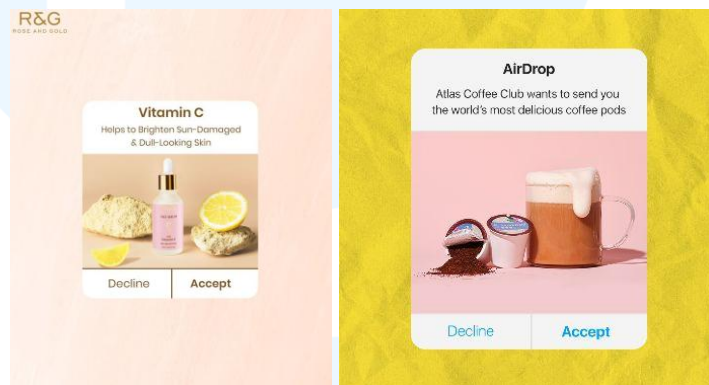 R&G
ROSE AND GOLD
Vitamin C
Helps to Brighten Sun-Damaged
& Dull-Looking Skin
Decline
Accept
AirDrop
Atlas Coffee Club wants to send you
the world's most delicious coffee pods
Decline
Accept